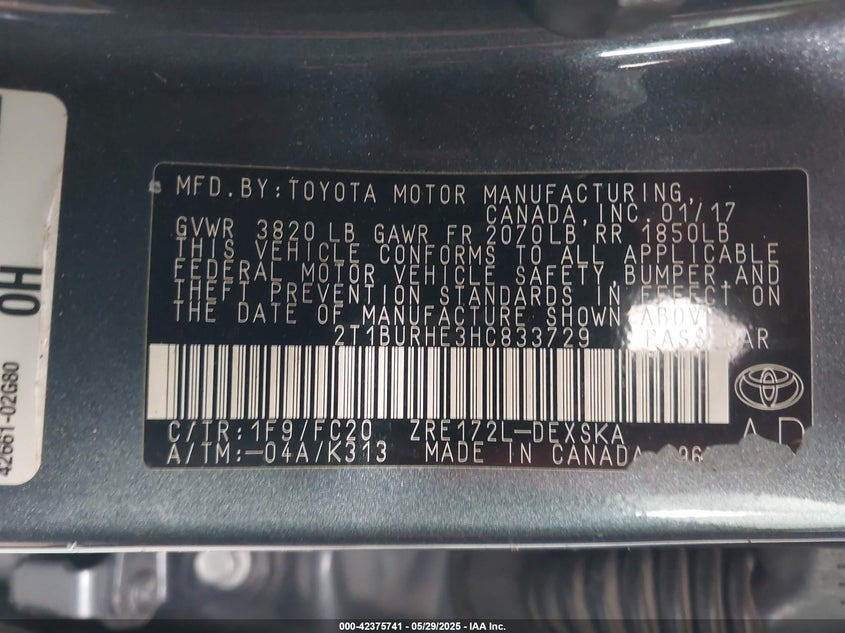 MFD.BY:TOYOTA MOTOR MANUFACTURING,
CANADA,INC. 01/17
GVWR 3820 LB GAWR FR 2070LB,RR 1850LB
THIS VEHICLE CONFORMS TO ALL APPLICABLE
FEDERAL MOTOR VEHICLE SAFETY,BUMPER,AND
THEFT PREVENTION STANDARDS IN EFFECT ON
THE DATE OF MANUFACTURE SHOWN ABOVE
2T1BURHE3HC833729
C/TR:1F9/FC20 ZRE172L-DEXSKA
A/TM:-04A/K313 MADE IN CANADA
42661-02G80
OH
000-42375741 - 05/29/2025 - IAA Inc.